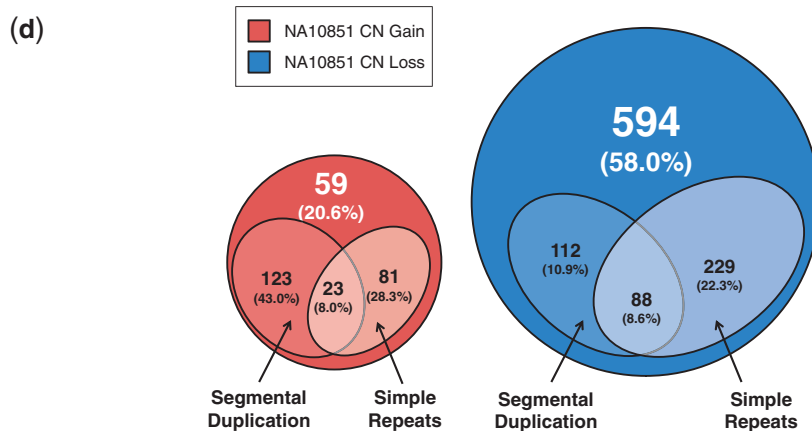 (d)
NA10851 CN Gain
NA10851 CN Loss
59
(20.6%)
123
(43.0%)
23
(8.0%)
81
(28.3%)
Segmental
Duplication
Simple
Repeats
594
(58.0%)
112
(10.9%)
88
(8.6%)
229
(22.3%)
Segmental
Duplication
Simple
Repeats